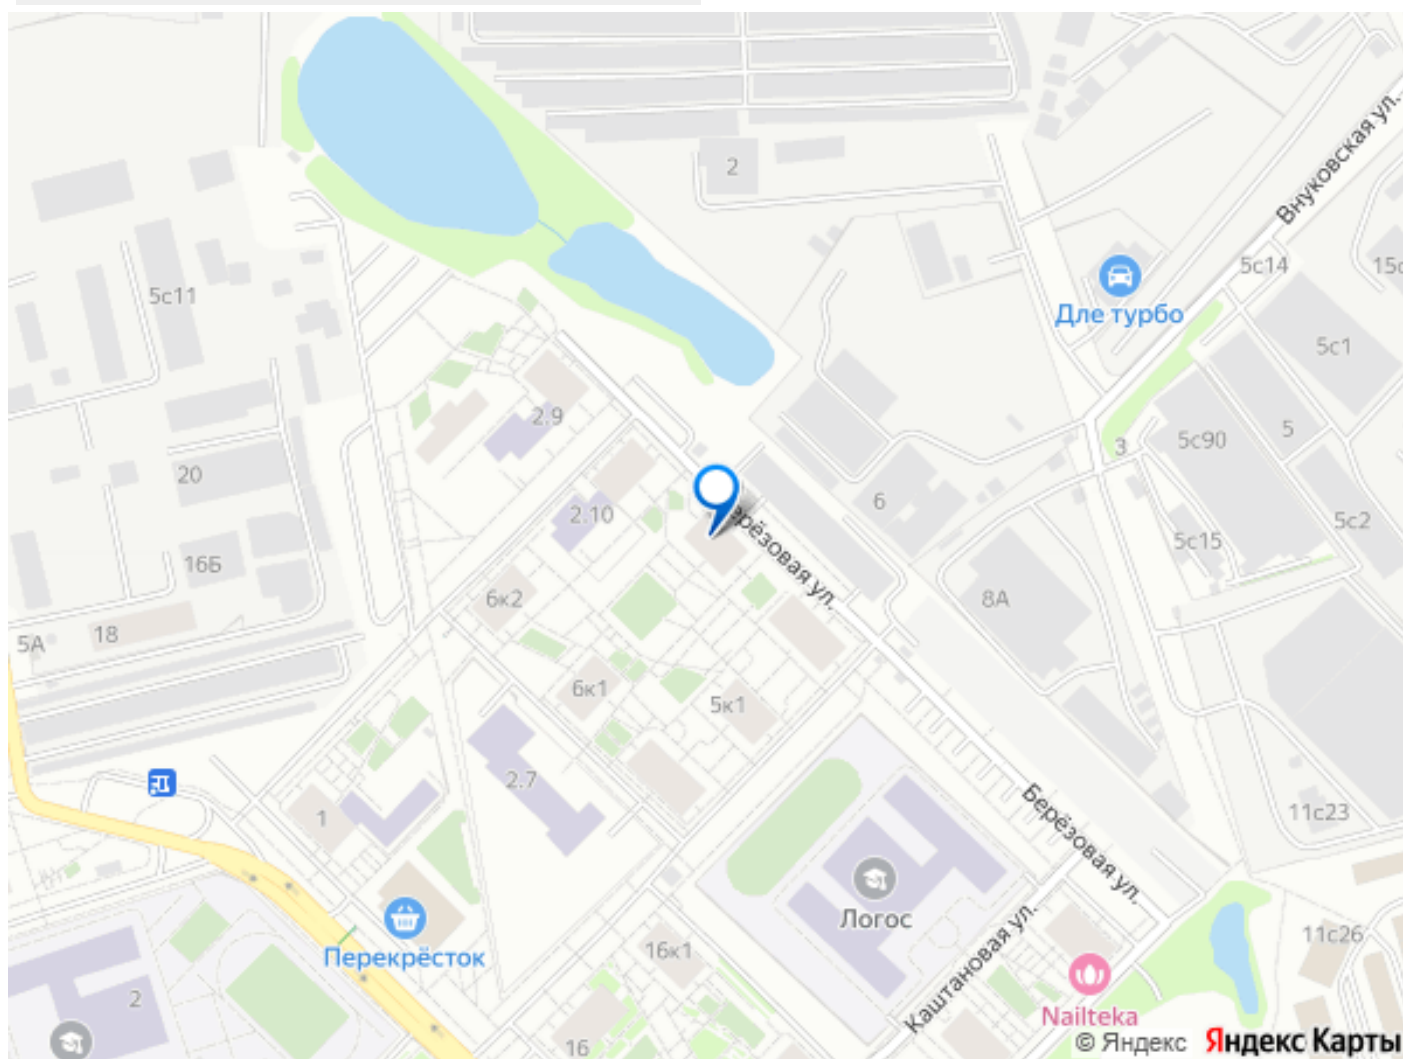 2
Внуковская ул.
5с14
15с
5с11
Дле турбо
5с1
2.9
5с90
5
3
20
6
5с2
2.10
5с15
16Б
Берёзовая ул.
6к2
8А
18
5А
6к1
5к1
2.7
1
11с23
Берёзовая ул.
Логос
Перекрёсток
16к1
Каштановая ул.
11с26
2
Nailteka
16
© Яндекс Яндекс Карты